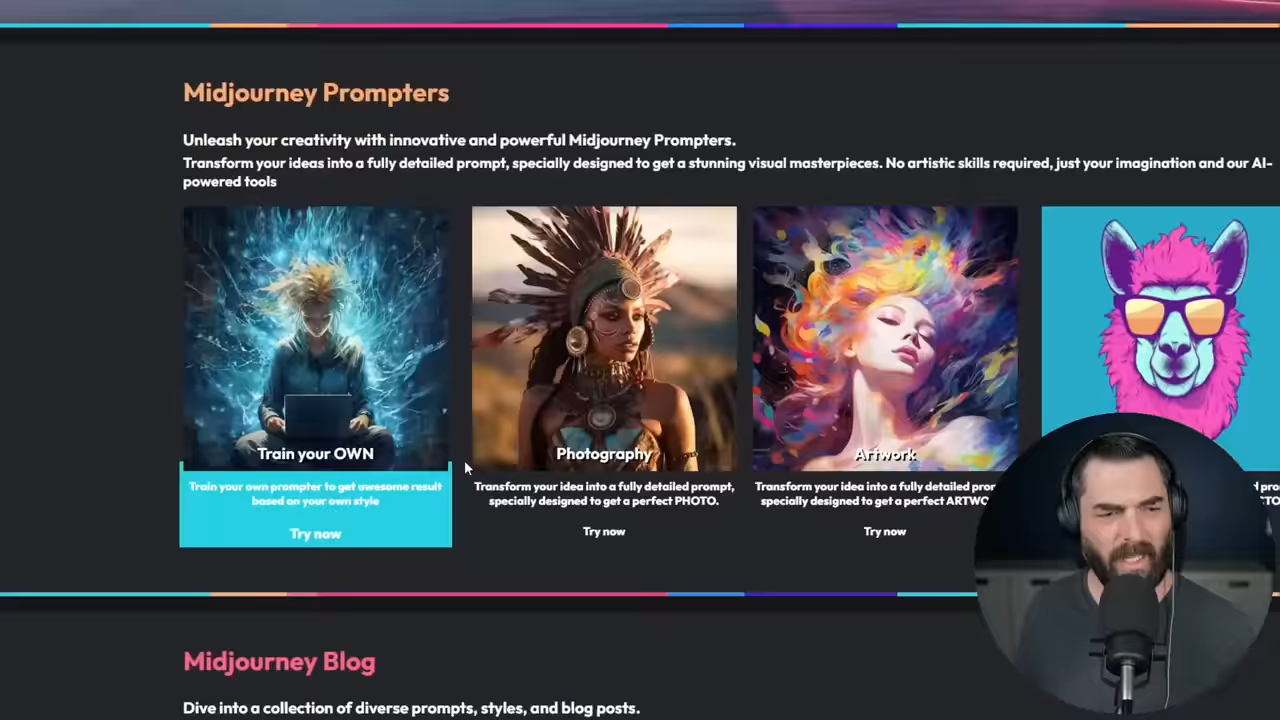 Midjourney Prompters
Unleash your creativity with innovative and powerful Midjourney Prompters.
Transform your ideas into a fully detailed prompt, specially designed to get a stunning visual masterpieces. No artistic skills required, just your imagination and our AI-
powered tools
Train your OWN
Photography
Artwork
Train your own prompter to get awesome result
based on your own style
Try now
Transform your idea into a fully detailed prompt,
specially designed to get a perfect PHOTO.
Try now
Transform your idea into a fully detailed
specially designed to get a perfect
Try now
Midjourney Blog
Dive into a collection of diverse prompts, styles, and blog posts.